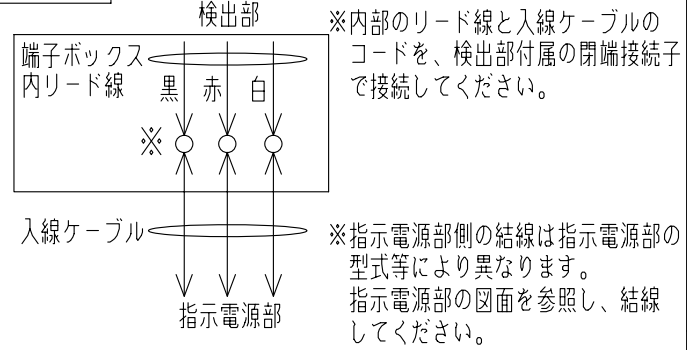 検出部
※内部のリード線と入線ケーブルの
コードを、検出部付属の閉端接続子
で接続してください。
端子ボックス
内リード線
黒 赤 白
※
入線ケーブル
※指示電源部側の結線は指示電源部の
型式等により異なります。
指示電源部の図面を参照し、結線
してください。
指示電源部